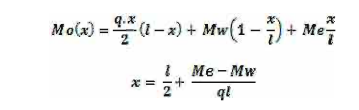 Mo(x) = q.x/2 (l − x) + Mw(1 − x/l) + Me x/l
x = l/2 + Me − Mw/ql